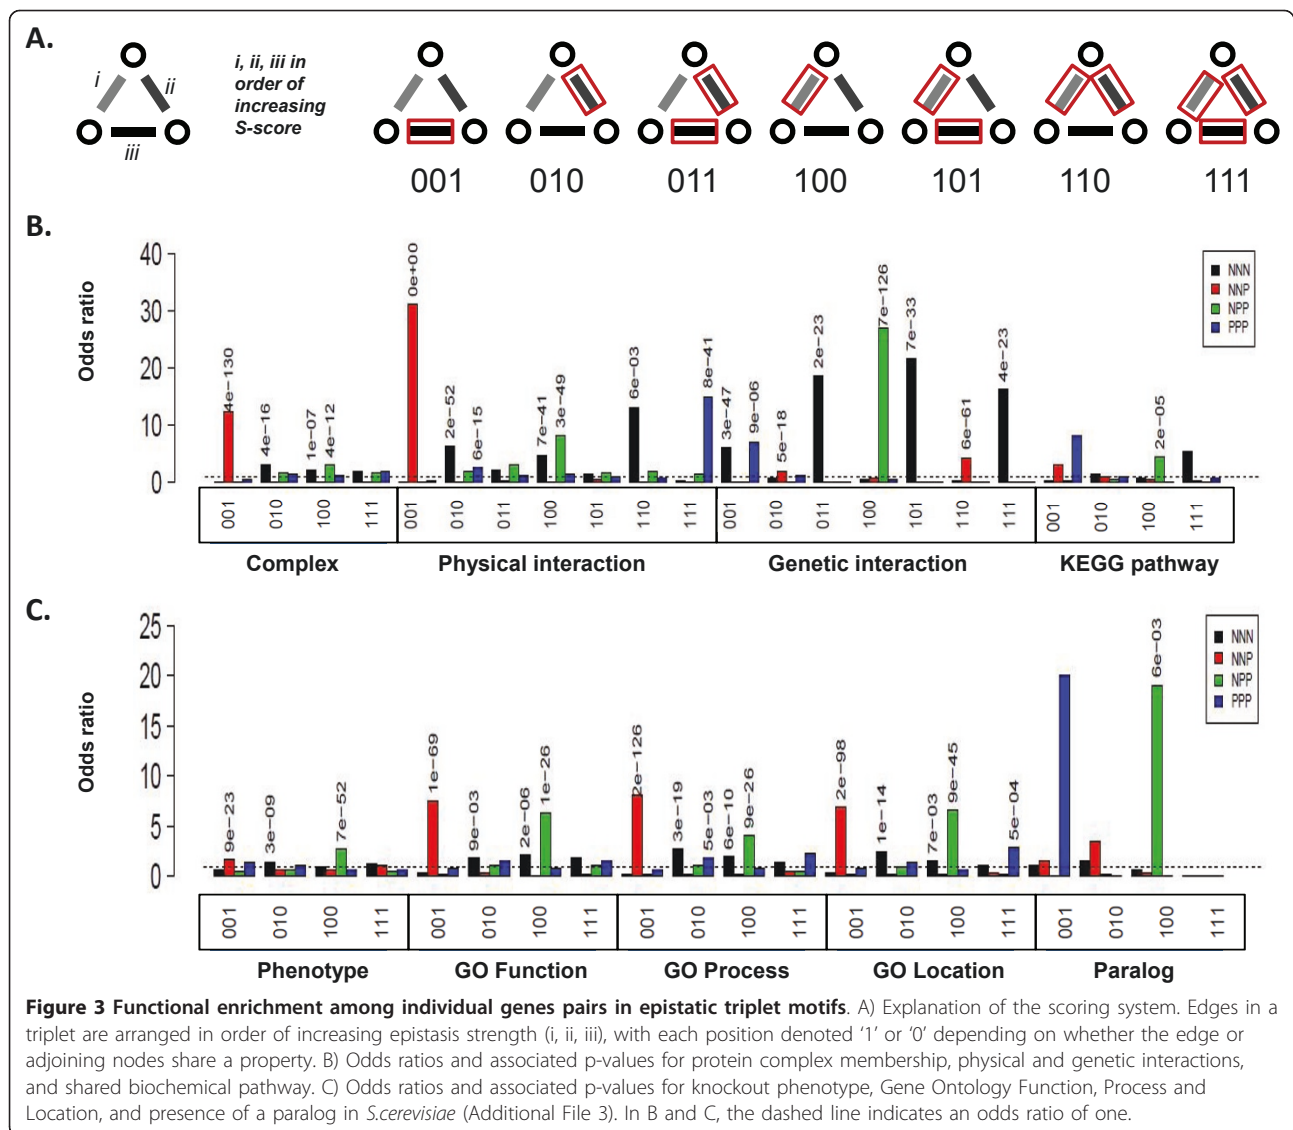 A.
i
ii
iii
i, ii, iii in
order of
increasing
S-score
001 010 011 100 101 110 111
B.
Odds ratio
40
30
20
10
0
4e−130
4e−16
1e−07
4e−12
0e+00
2e−52
6e−15
7e−41
3e−49
6e−03
8e−41
3e−47
9e−06
5e−18
2e−23
7e−126
7e−33
6e−61
4e−23
2e−05
NNN
NNP
NPP
PPP
001 010 100 111 001 010 011 100 101 110 111 001 010 011 100 101 110 111 001 010 100 111
Complex Physical interaction Genetic interaction KEGG pathway
C.
Odds ratio
25
20
15
10
5
0
9e−23
3e−09
7e−52
1e−69
9e−03
2e−06
1e−26
2e−126
3e−19
5e−03
6e−10
9e−26
2e−98
1e−14
7e−03
9e−45
5e−04
6e−03
NNN
NNP
NPP
PPP
001 010 100 111 001 010 100 111 001 010 100 111 001 010 100 111 001 010 100 111
Phenotype GO Function GO Process GO Location Paralog
Figure 3 Functional enrichment among individual genes pairs in epistatic triplet motifs. A) Explanation of the scoring system. Edges in a
triplet are arranged in order of increasing epistasis strength (i, ii, iii), with each position denoted '1' or '0' depending on whether the edge or
adjoining nodes share a property. B) Odds ratios and associated p-values for protein complex membership, physical and genetic interactions,
and shared biochemical pathway. C) Odds ratios and associated p-values for knockout phenotype, Gene Ontology Function, Process and
Location, and presence of a paralog in S.cerevisiae (Additional File 3). In B and C, the dashed line indicates an odds ratio of one.